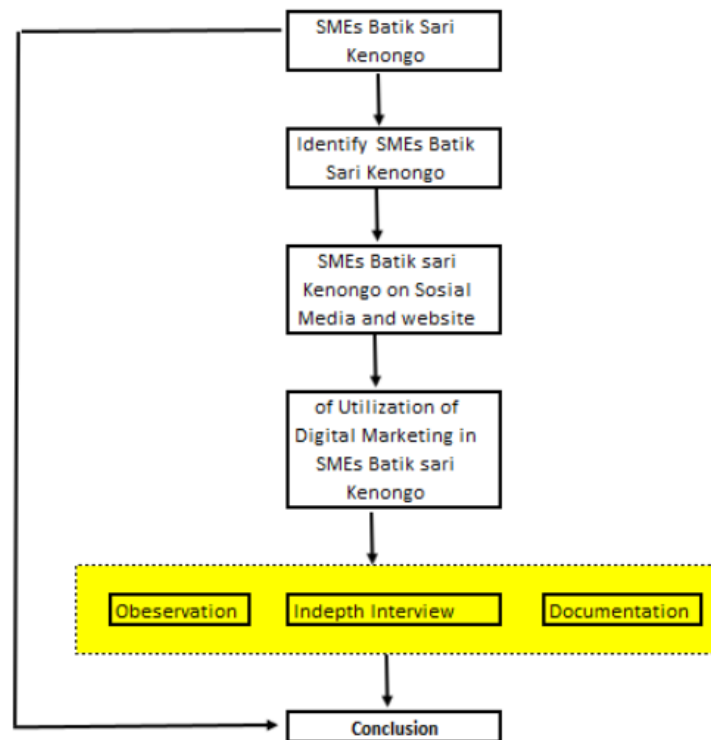 SMEs Batik Sari
Kenongo
Identify SMEs Batik
Sari Kenongo
SMEs Batik sari
Kenongo on Sosial
Media and website
of Utilization of
Digital Marketing in
SMEs Batik sari
Kenongo
Obeservation
Indepth Interview
Documentation
Conclusion